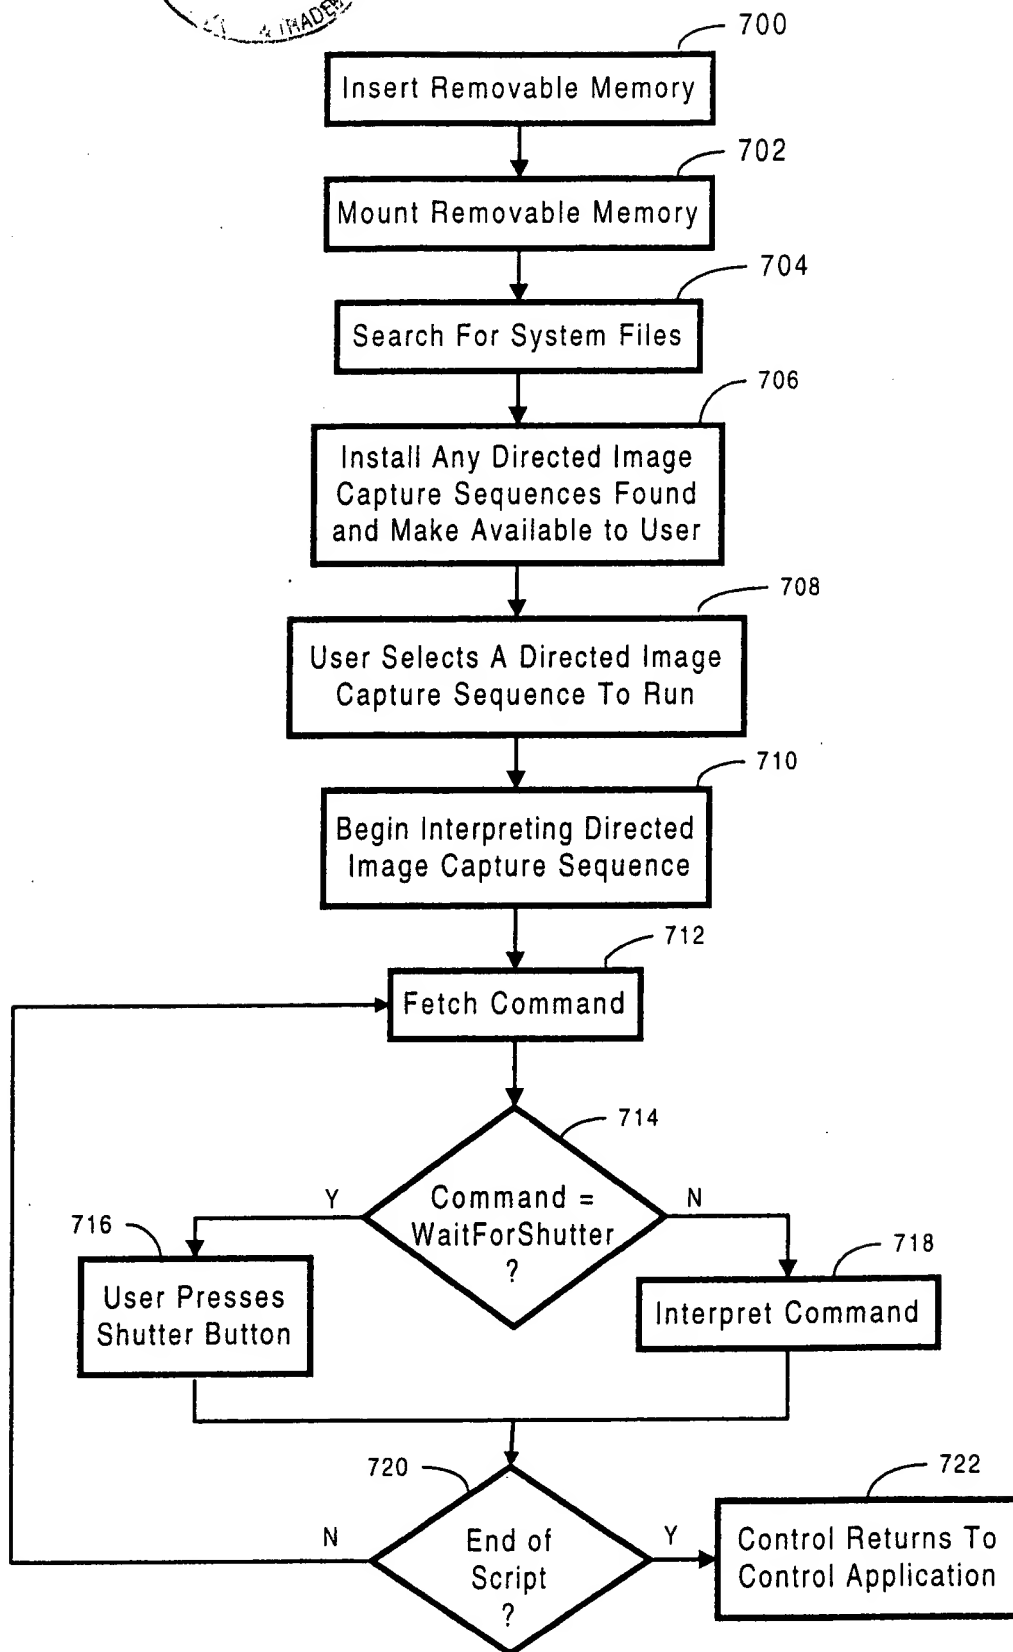 & TRADE
700
Insert Removable Memory
702
Mount Removable Memory
704
Search For System Files
706
Install Any Directed Image
Capture Sequences Found
and Make Available to User
708
User Selects A Directed Image
Capture Sequence To Run
710
Begin Interpreting Directed
Image Capture Sequence
712
Fetch Command
714
Command =
WaitForShutter
?
Y
N
716
User Presses
Shutter Button
718
Interpret Command
720
End of
Script
?
N
Y
722
Control Returns To
Control Application